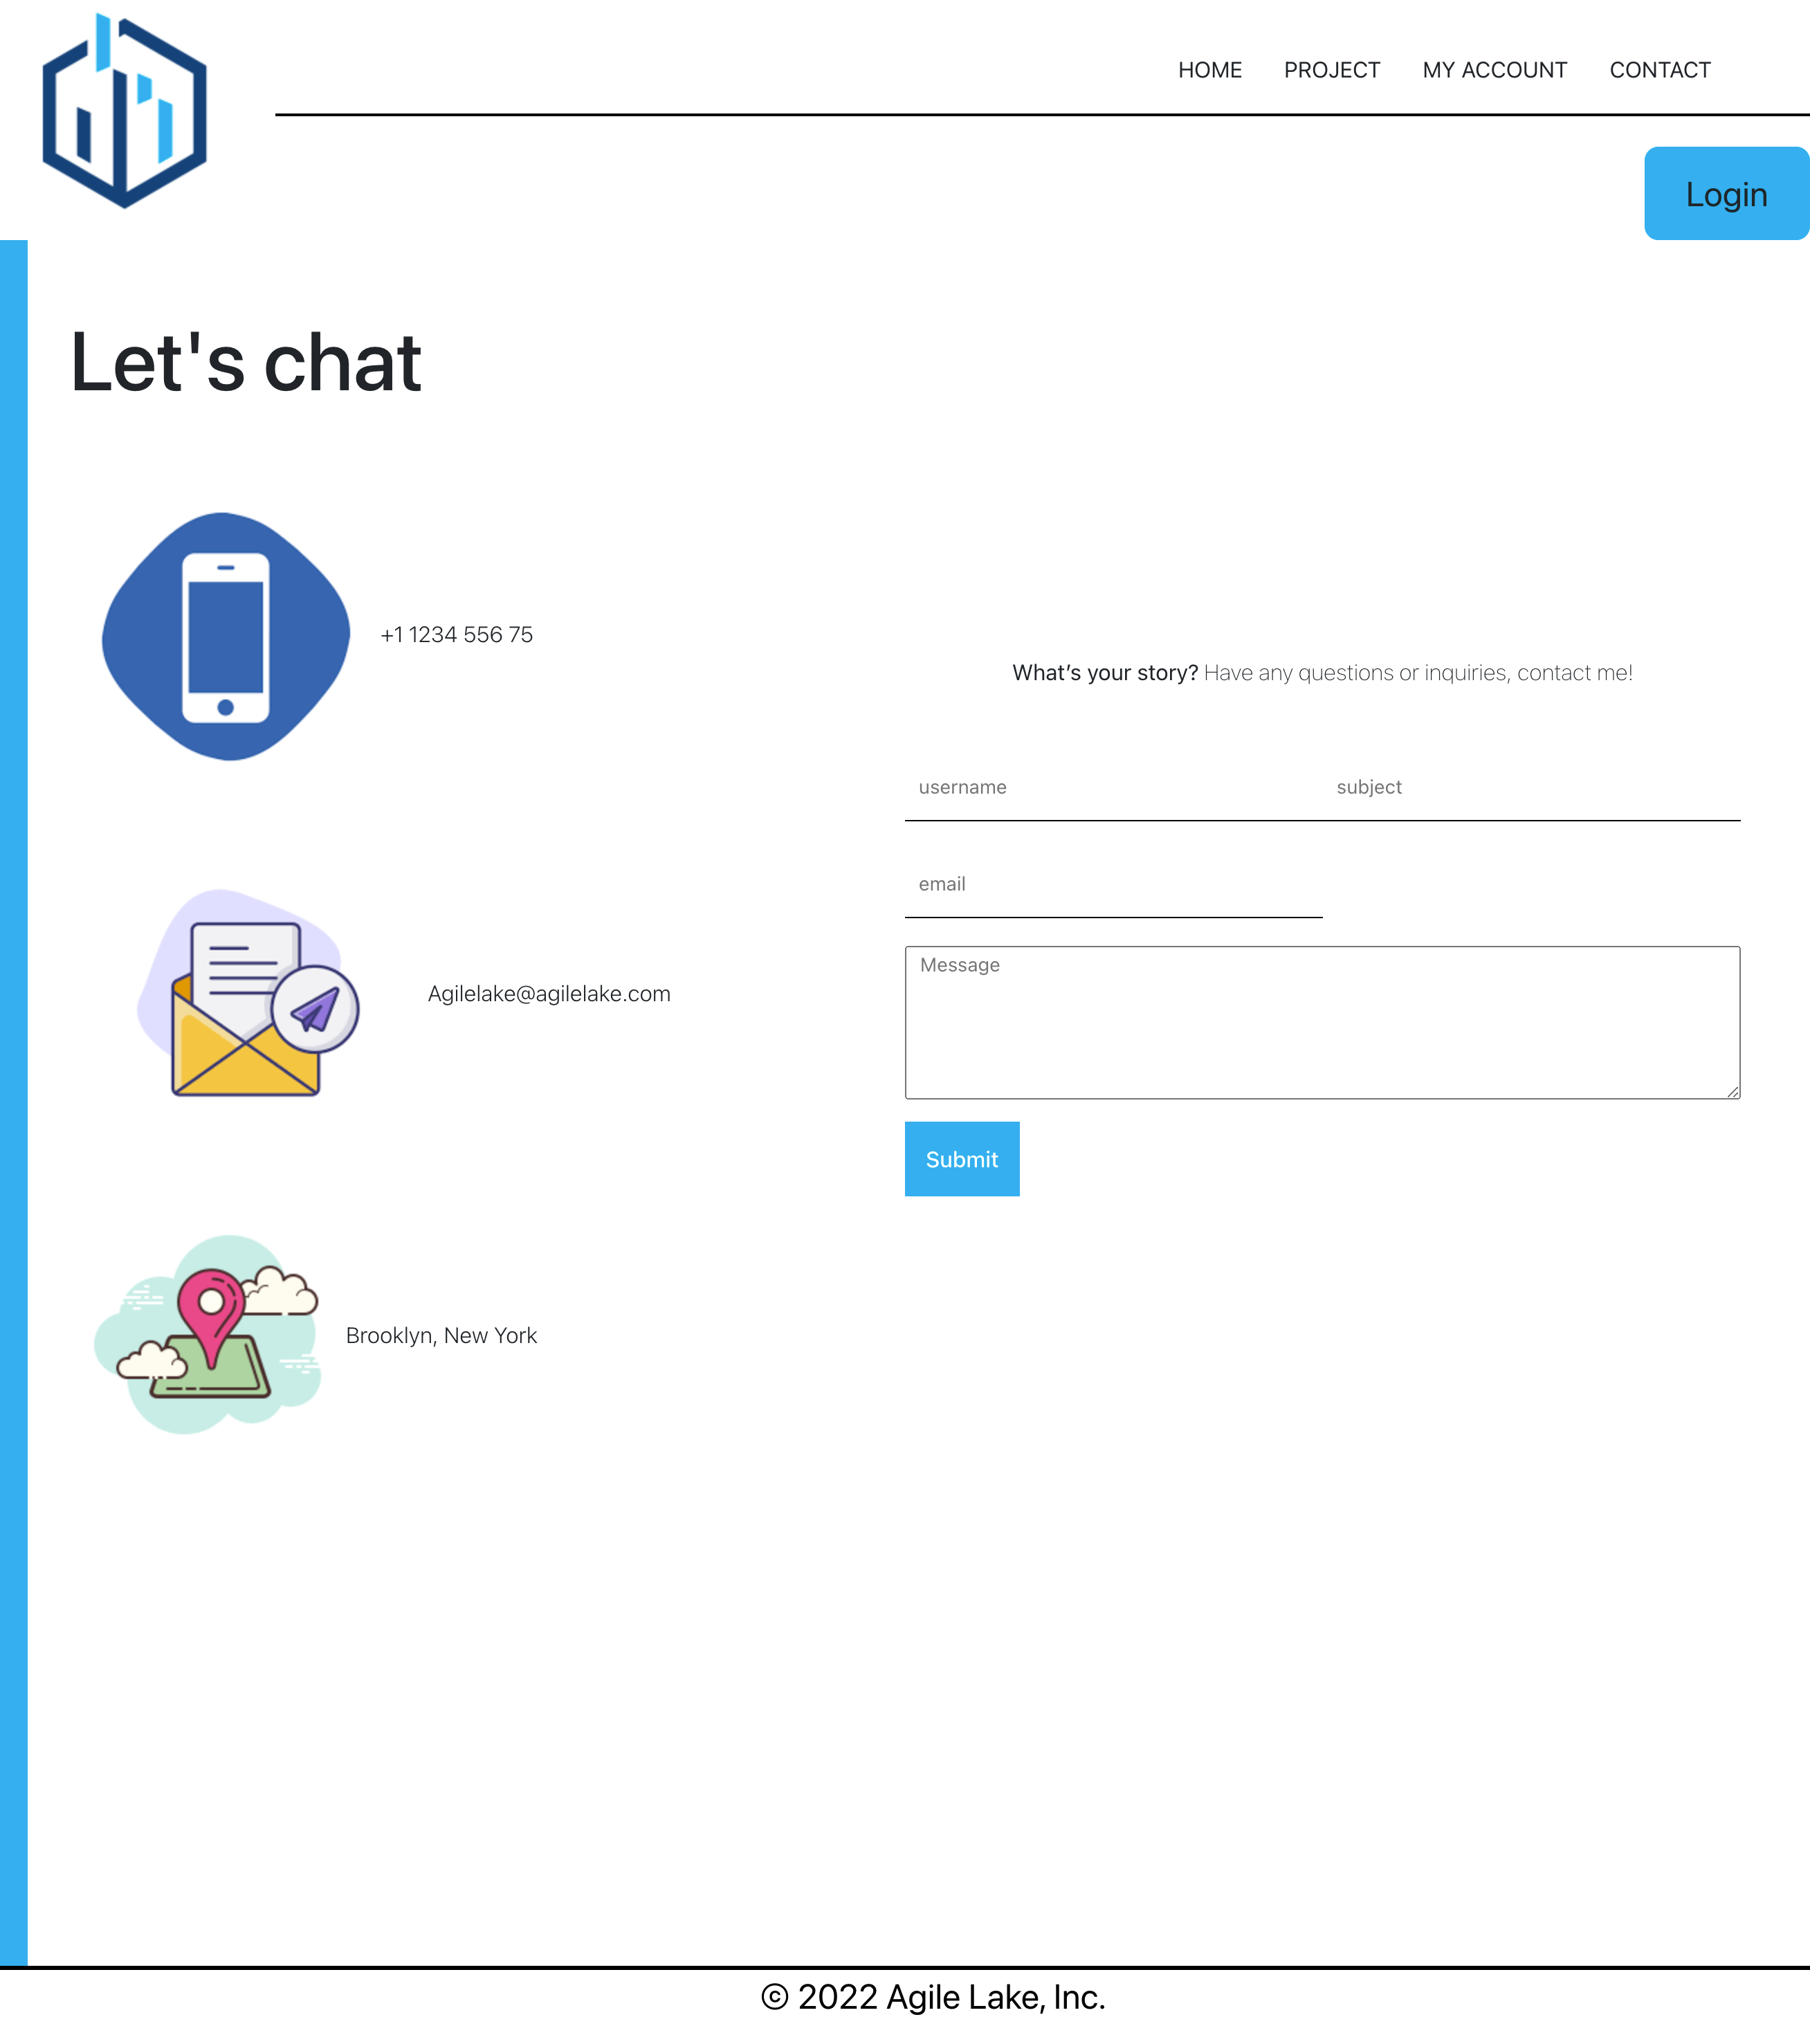 HOME PROJECT MY ACCOUNT CONTACT
Login
Let's chat
+1 1234 556 75
What’s your story? Have any questions or inquiries, contact me!
username subject
email
Agilelake@agilelake.com
Message
Submit
Brooklyn, New York
© 2022 Agile Lake, Inc.